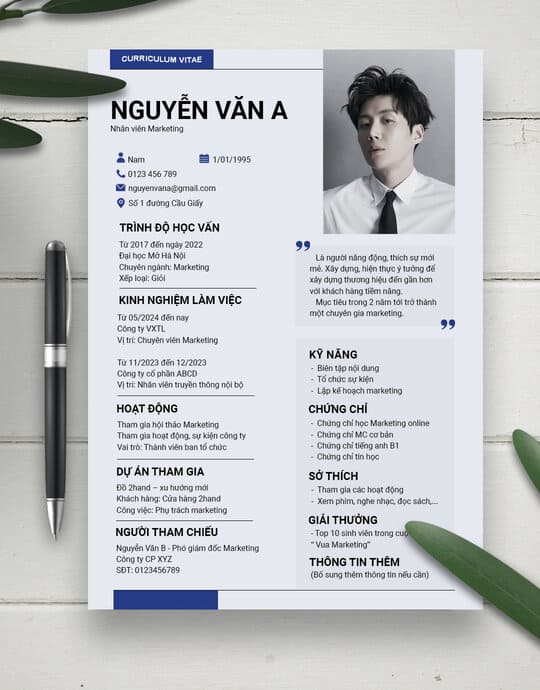 CURRICULUM VITAE
NGUYỄN VĂN A
Nhân viên Marketing
Nam
1/01/1995
0123 456 789
nguyenvana@gmail.com
Số 1 đường Cầu Giấy
TRÌNH ĐỘ HỌC VẤN
Từ 2017 đến ngày 2022
Đại học Mở Hà Nội
Chuyên ngành: Marketing
Xếp loại: Giỏi
KINH NGHIỆM LÀM VIỆC
Từ 05/2024 đến nay
Công ty VXTL
Vị trí: Chuyên viên Marketing
Từ 11/2023 đến 12/2023
Công ty cổ phần ABCD
Vị trí: Nhân viên truyền thông nội bộ
HOẠT ĐỘNG
Tham gia hội thảo Marketing
Tham gia hoạt động, sự kiện công ty
Vai trò: Thành viên ban tổ chức
DỰ ÁN THAM GIA
Đồ 2hand – xu hướng mới
Khách hàng: Cửa hàng 2hand
Công việc: Phụ trách marketing
NGƯỜI THAM CHIẾU
Nguyễn Văn B - Phó giám đốc Marketing
Công ty CP XYZ
SĐT: 0123456789
Là người năng động, thích sự mới
mẻ. Xây dựng, hiện thực ý tưởng để
xây dựng thương hiệu đến gần hơn
với khách hàng tiềm năng.
Mục tiêu trong 2 năm tới trở thành
một chuyên gia marketing.
KỸ NĂNG
- Biên tập nội dung
- Tổ chức sự kiện
- Lập kế hoạch marketing
CHỨNG CHỈ
- Chứng chỉ học Marketing online
- Chứng chỉ MC cơ bản
- Chứng chỉ tiếng anh B1
- Chứng chỉ tin học
SỞ THÍCH
- Tham gia các hoạt động
- Xem phim, nghe nhạc, đọc sách,...
GIẢI THƯỞNG
- Top 10 sinh viên trong
" Vua Marketing"
THÔNG TIN THÊM
(Bổ sung thêm thông tin nếu cần)